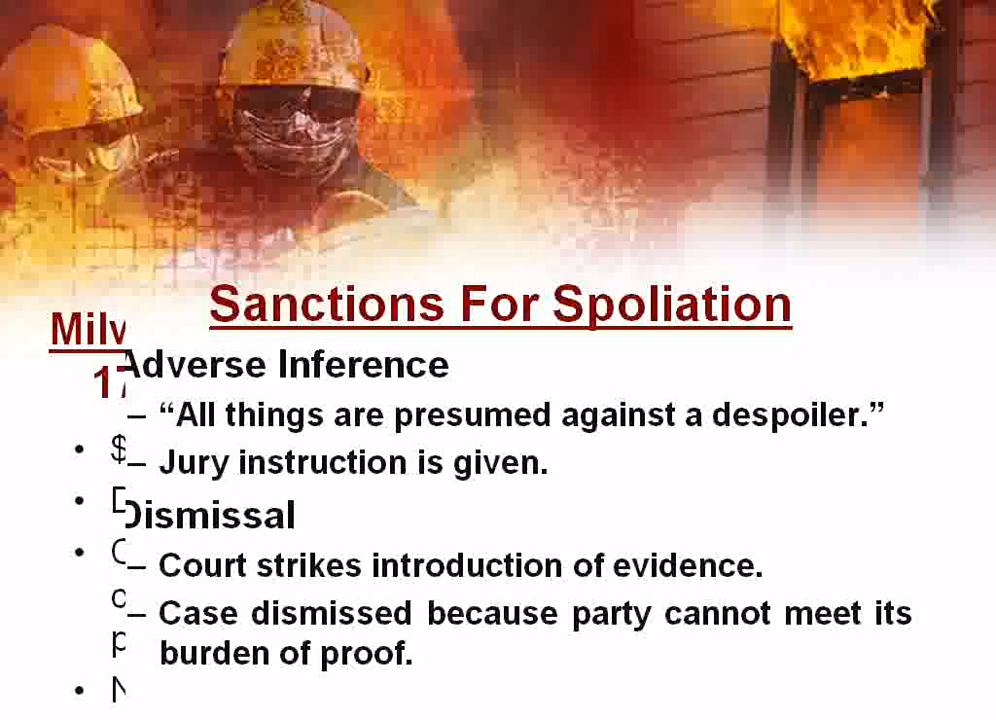 Sanctions For Spoliation
Adverse Inference
– “All things are presumed against a despoiler.”
– Jury instruction is given.
Dismissal
– Court strikes introduction of evidence.
– Case dismissed because party cannot meet its
burden of proof.